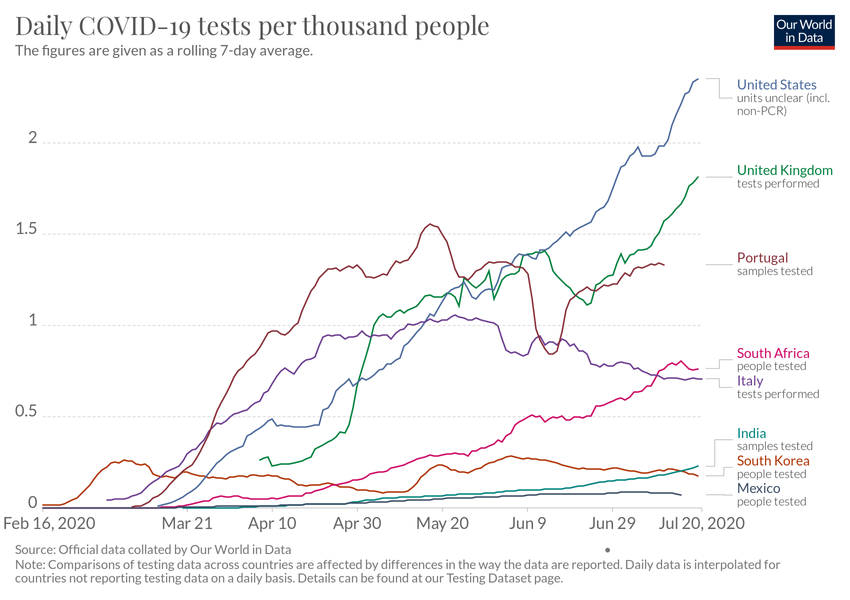 Daily COVID-19 tests per thousand people
The figures are given as a rolling 7-day average.
Our World
in Data
United States
units unclear (incl.
non-PCR)
2
United Kingdom
tests performed
1.5
Portugal
samples tested
1
South Africa
people tested
Italy
tests performed
0.5
India
samples tested
South Korea
people tested
Mexico
people tested
0
Feb 16, 2020
Mar 21
Apr 10
Apr 30
May 20
Jun 9
Jun 29
Jul 20, 2020
Source: Official data collated by Our World in Data
Note: Comparisons of testing data across countries are affected by differences in the way the data are reported. Daily data is interpolated for
countries not reporting testing data on a daily basis. Details can be found at our Testing Dataset page.